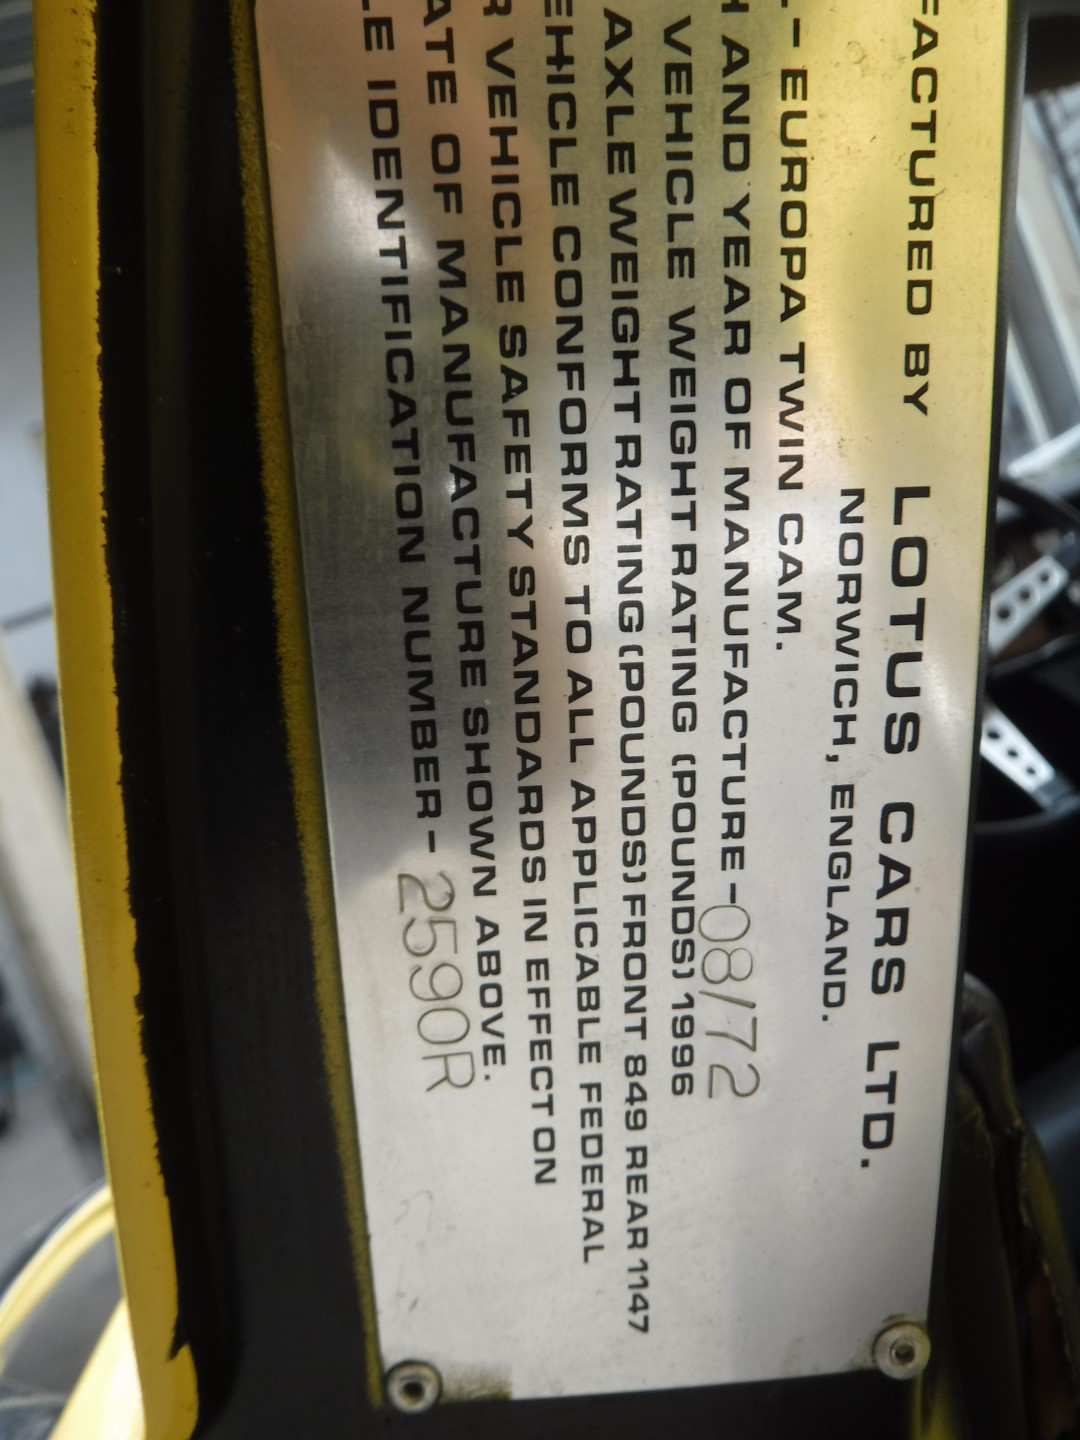 FACTURED BY LOTUS CARS LTD.
NORWICH, ENGLAND.
- EUROPA TWIN CAM.
H AND YEAR OF MANUFACTURE - 08/72
VEHICLE WEIGHT RATING (POUNDS) 1996
AXLE WEIGHT RATING (POUNDS) FRONT 849 REAR 1147
EHICLE CONFORMS TO ALL APPLICABLE FEDERAL
R VEHICLE SAFETY STANDARDS IN EFFECT ON
ATE OF MANUFACTURE SHOWN ABOVE.
LE IDENTIFICATION NUMBER - 2590R